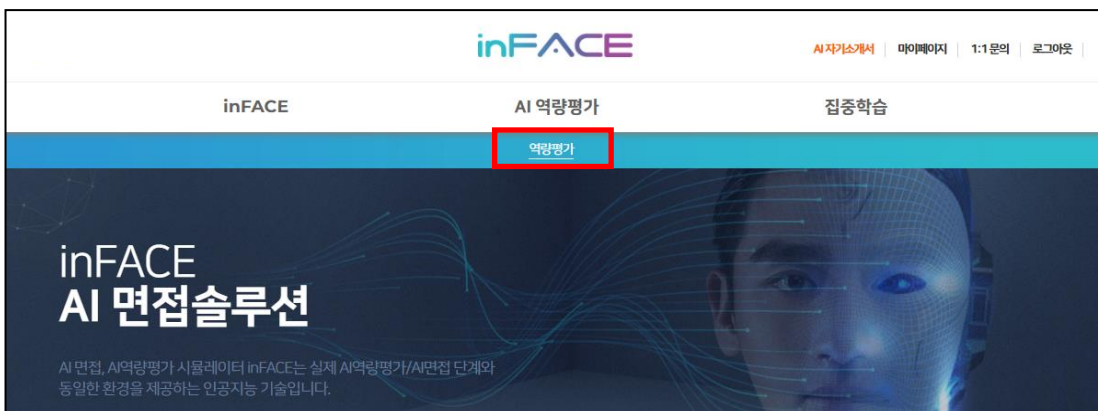 inFACE
AI 자기소개서 마이페이지 1:1 문의 로그아웃
inFACE AI 역량평가 집중학습
역량평가
inFACE
AI 면접솔루션
AI 면접, AI역량평가 시뮬레이터 inFACE는 실제 AI역량평가/AI면접 단계와
동일한 환경을 제공하는 인공지능 기술입니다.